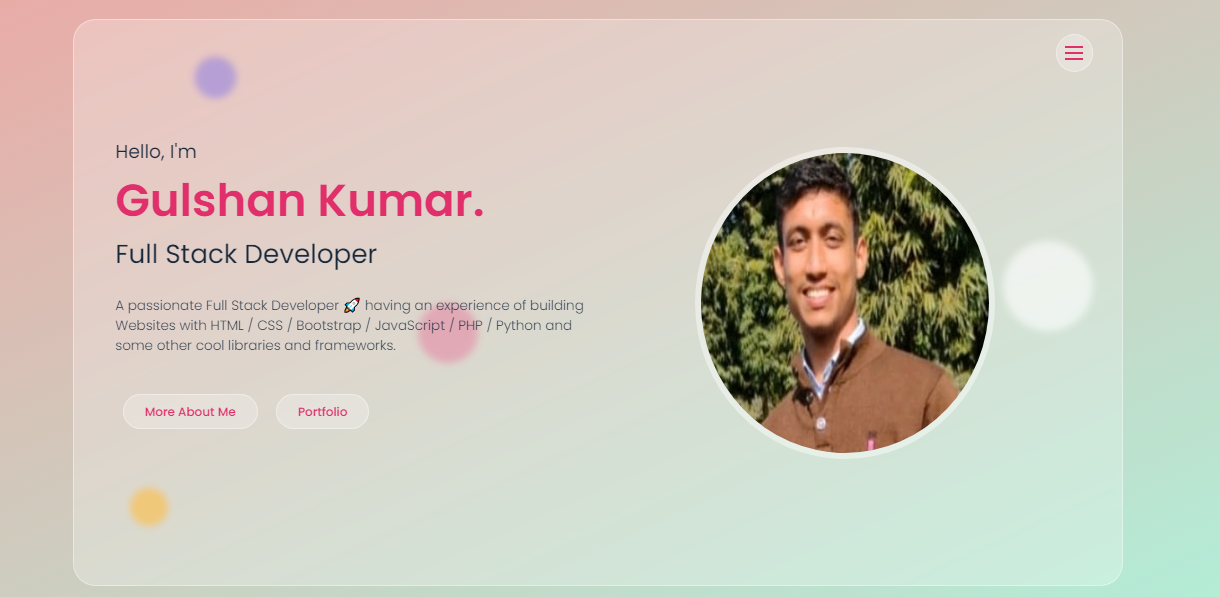 Hello, I'm
Gulshan Kumar.
Full Stack Developer
A passionate Full Stack Developer 🚀 having an experience of building
Websites with HTML / CSS / Bootstrap / JavaScript / PHP / Python and
some other cool libraries and frameworks.
More About Me
Portfolio